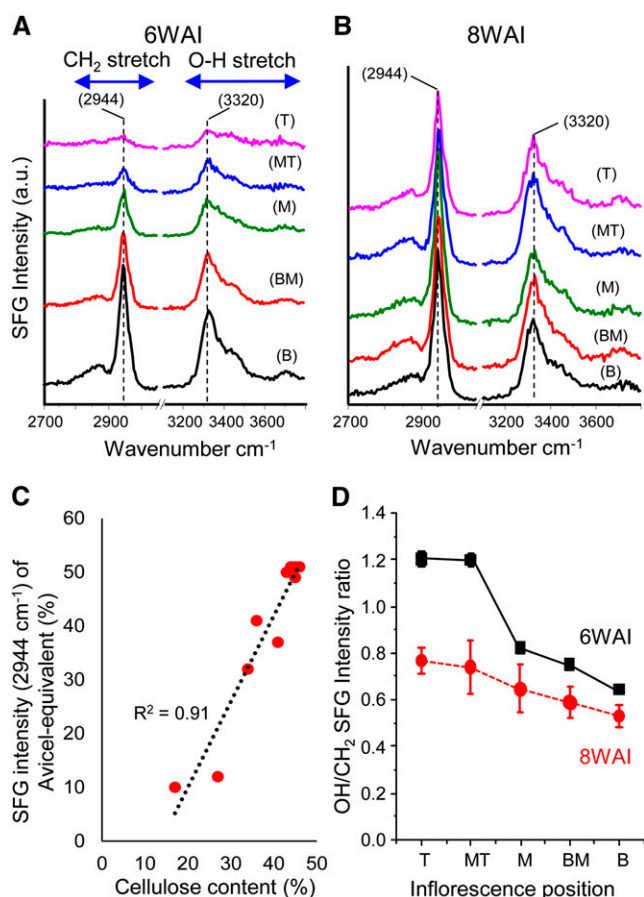 A
6WAI
CH₂ stretch
O-H stretch
(2944)
(3320)
(T)
(MT)
(M)
(BM)
(B)
SFG Intensity (a.u.)
2700
2900
3200
3400
3600
Wavenumber cm⁻¹
B
8WAI
(2944)
(3320)
(T)
(MT)
(M)
(BM)
(B)
2700
2900
3200
3400
3600
Wavenumber cm⁻¹
C
SFG intensity (2944 cm⁻¹) of
Avicel-equivalent (%)
60
50
40
30
20
10
0
R² = 0.91
0
10
20
30
40
50
Cellulose content (%)
D
OH/CH₂ SFG Intensity ratio
1.4
1.2
1.0
0.8
0.6
1.4
1.2
0.0
6WAI
8WAI
T
MT
M
BM
B
Inflorescence position